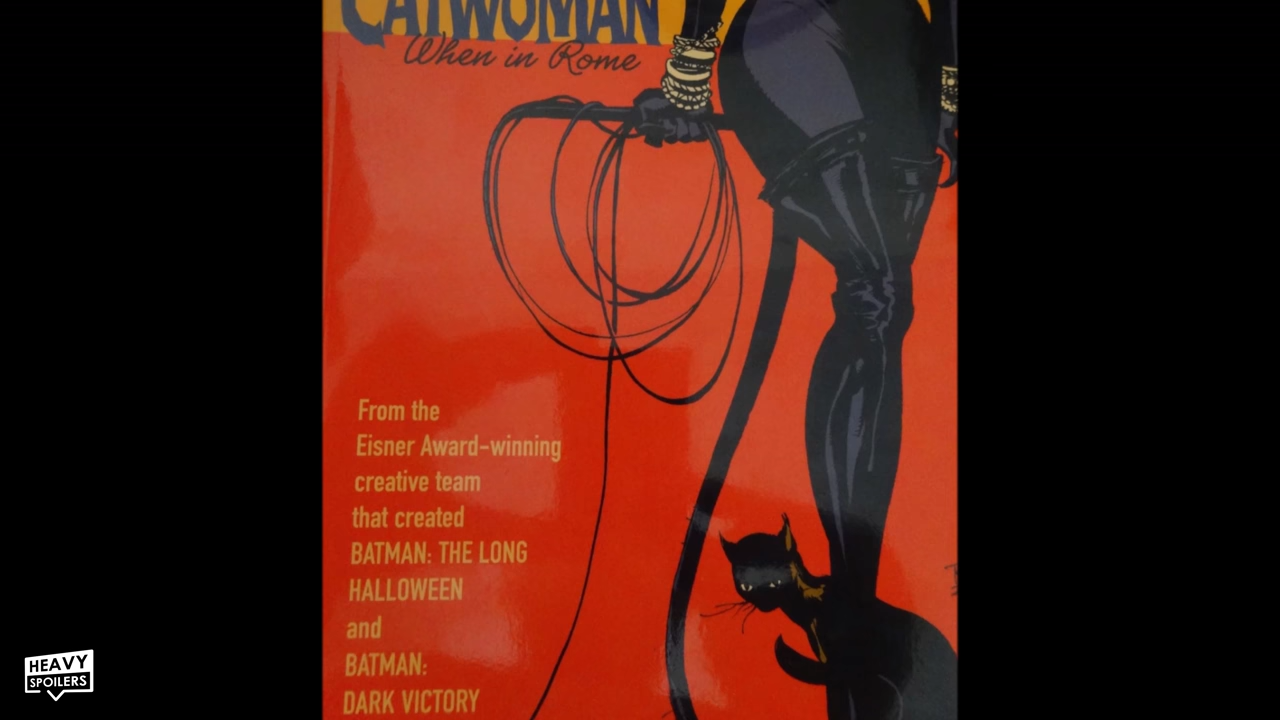 CATWOMAN
When in Rome
From the
Eisner Award-winning
creative team
that created
BATMAN: THE LONG
HALLOWEEN
and
BATMAN:
DARK VICTORY
HEAVY
SPOILERS